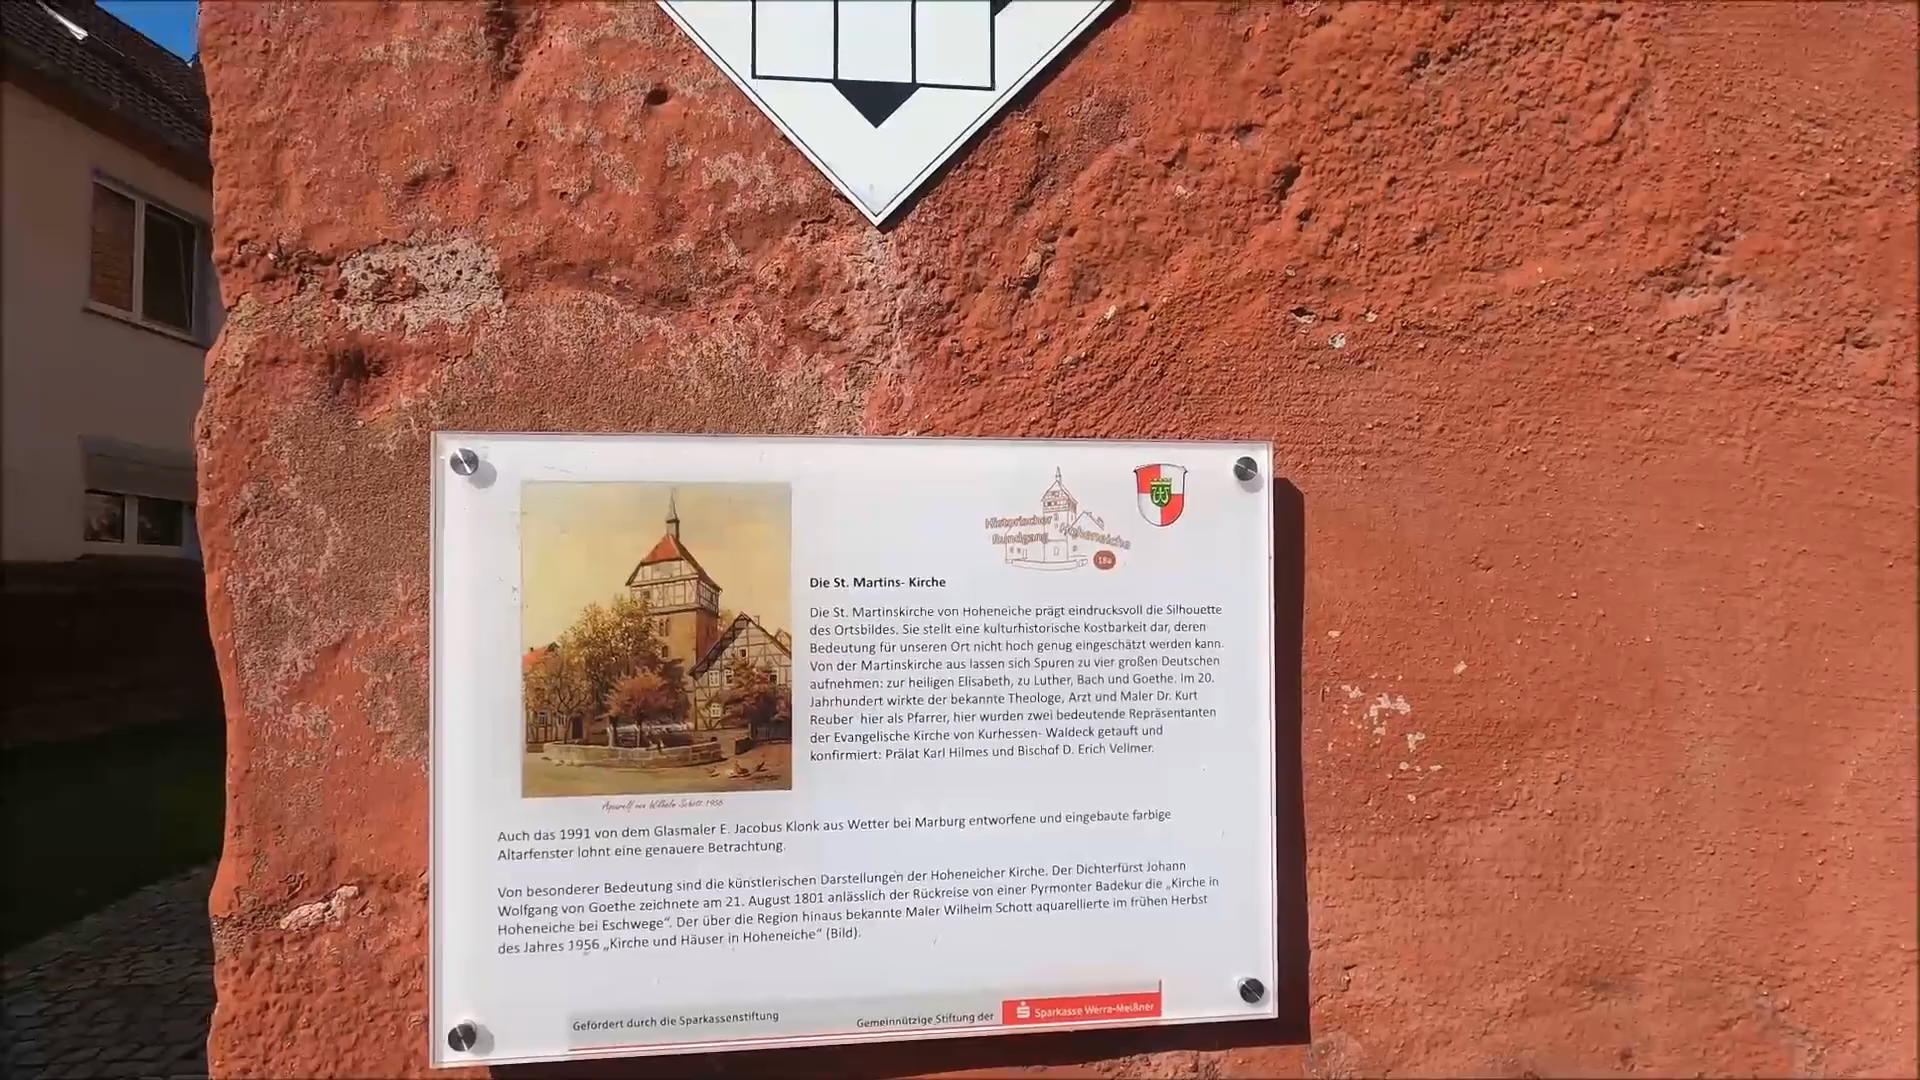 Historischer
Rundgang Hoheneiche
18a
Die St. Martins- Kirche
Die St. Martinskirche von Hoheneiche prägt eindrucksvoll die Silhouette
des Ortsbildes. Sie stellt eine kulturhistorische Kostbarkeit dar, deren
Bedeutung für unseren Ort nicht hoch genug eingeschätzt werden kann.
Von der Martinskirche aus lassen sich Spuren zu vier großen Deutschen
aufnehmen: zur heiligen Elisabeth, zu Luther, Bach und Goethe. Im 20.
Jahrhundert wirkte der bekannte Theologe, Arzt und Maler Dr. Kurt
Reuber hier als Pfarrer, hier wurden zwei bedeutende Repräsentanten
der Evangelische Kirche von Kurhessen- Waldeck getauft und
konfirmiert: Prälat Karl Hilmes und Bischof D. Erich Vellmer.
Aquarell von Wilhelm Schott 1956
Auch das 1991 von dem Glasmaler E. Jacobus Klonk aus Wetter bei Marburg entworfene und eingebaute farbige
Altarfenster lohnt eine genauere Betrachtung.
Von besonderer Bedeutung sind die künstlerischen Darstellungen der Hoheneicher Kirche. Der Dichterfürst Johann
Wolfgang von Goethe zeichnete am 21. August 1801 anlässlich der Rückreise von einer Pyrmonter Badekur die „Kirche in
Hoheneiche bei Eschwege“. Der über die Region hinaus bekannte Maler Wilhelm Schott aquarellierte im frühen Herbst
des Jahres 1956 „Kirche und Häuser in Hoheneiche“ (Bild).
Gefördert durch die Sparkassenstiftung
Gemeinnützige Stiftung der
Sparkasse Werra-Meißner